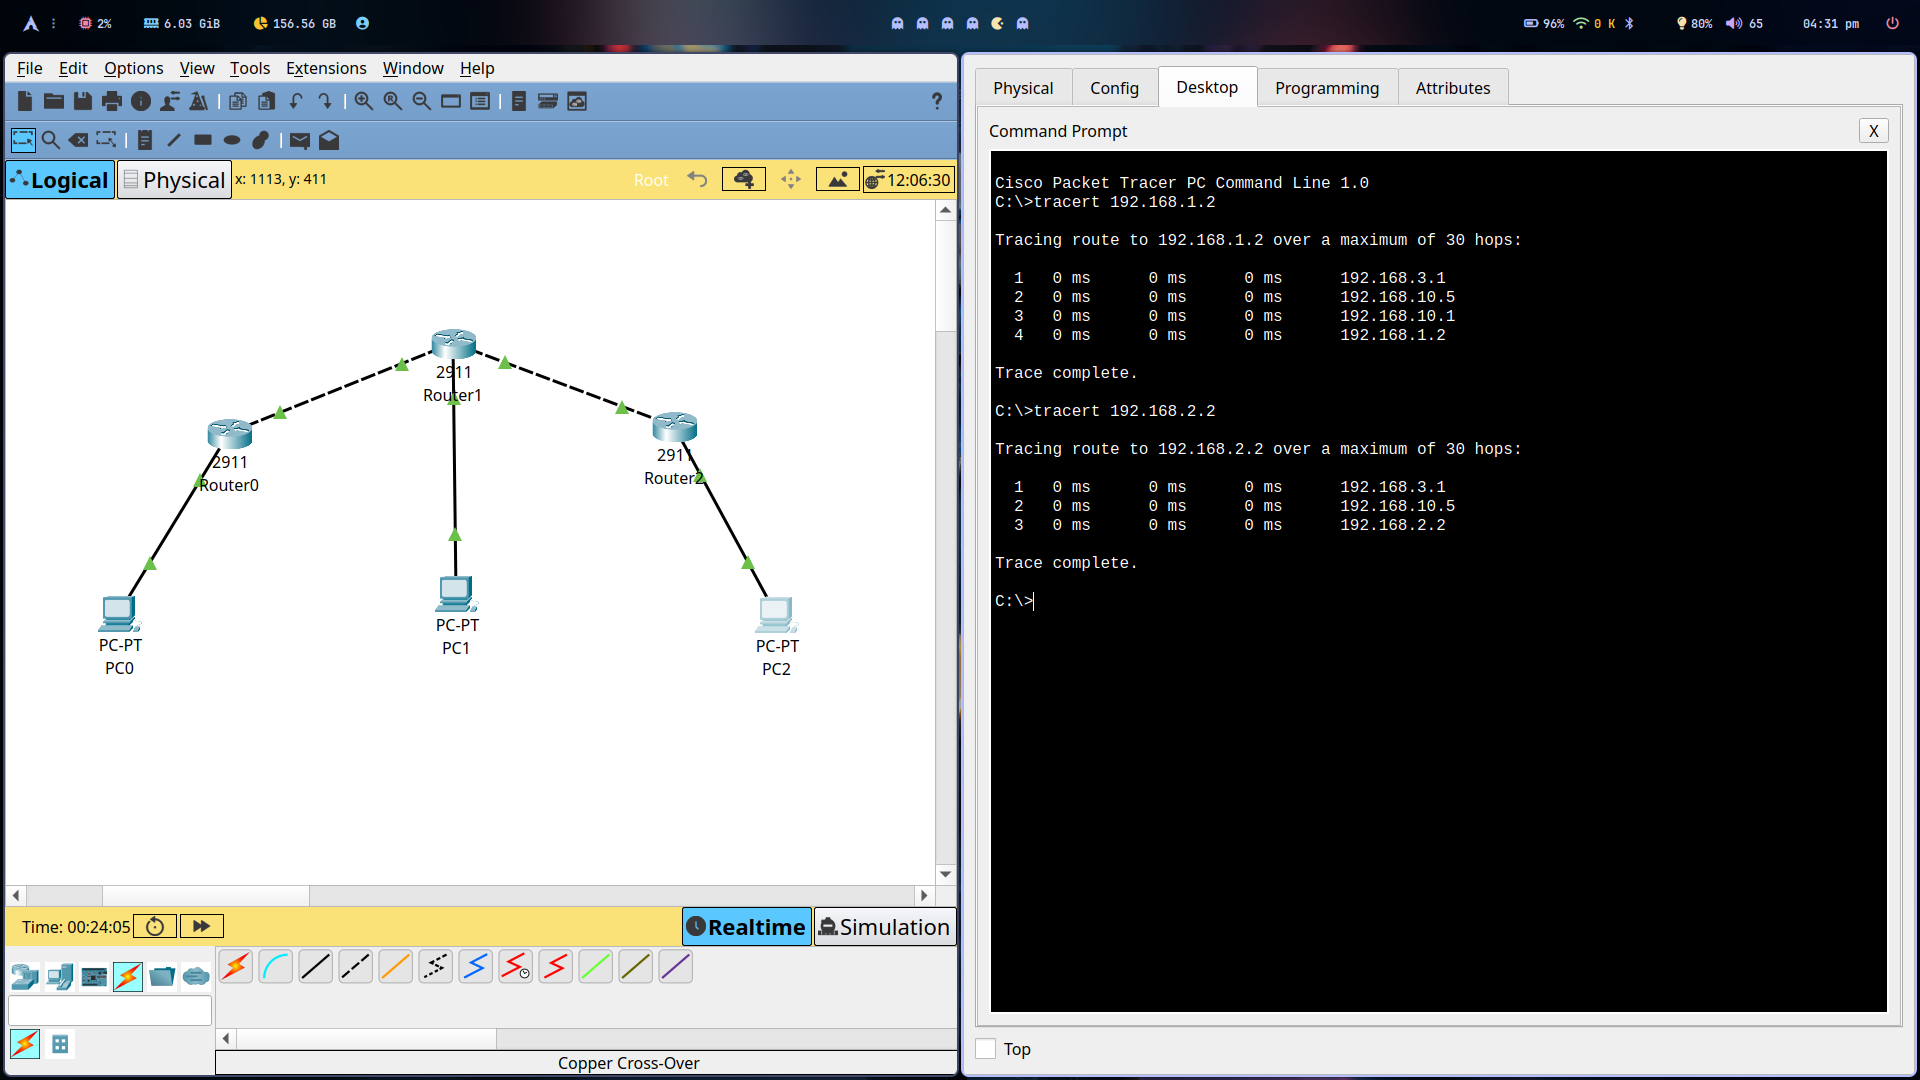 2% 6.03 GiB 156.56 GB 96% 0 K 80% 65 04:31 pm
File Edit Options View Tools Extensions Window Help
?
Logical Physical x: 1113, y: 411 Root 12:06:30
2911
Router1
2911
Router0
2911
Router2
PC-PT
PC0
PC-PT
PC1
PC-PT
PC2
Time: 00:24:05 Realtime Simulation
Copper Cross-Over
Physical Config Desktop Programming Attributes
Command Prompt X
Cisco Packet Tracer PC Command Line 1.0
C:\>tracert 192.168.1.2
Tracing route to 192.168.1.2 over a maximum of 30 hops:
1 0 ms 0 ms 0 ms 192.168.3.1
2 0 ms 0 ms 0 ms 192.168.10.5
3 0 ms 0 ms 0 ms 192.168.10.1
4 0 ms 0 ms 0 ms 192.168.1.2
Trace complete.
C:\>tracert 192.168.2.2
Tracing route to 192.168.2.2 over a maximum of 30 hops:
1 0 ms 0 ms 0 ms 192.168.3.1
2 0 ms 0 ms 0 ms 192.168.10.5
3 0 ms 0 ms 0 ms 192.168.2.2
Trace complete.
C:\>
Top